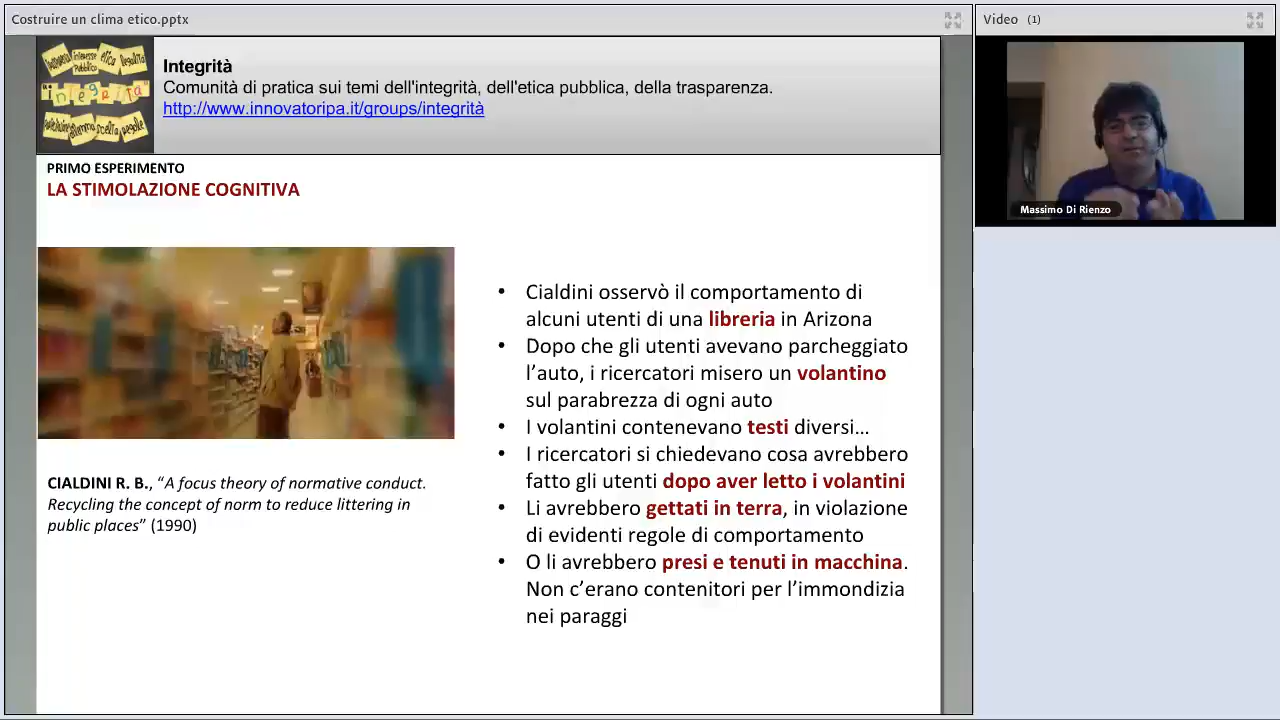 Costruire un clima etico.pptx
Video (1)
interesse
pubblico
etica
legalità
"integrità"
dilemma
scelta
regole
Integrità
Comunità di pratica sui temi dell'integrità, dell'etica pubblica, della trasparenza.
http://www.innovatoripa.it/groups/integrità
Massimo Di Rienzo
PRIMO ESPERIMENTO
LA STIMOLAZIONE COGNITIVA
CIALDINI R. B., “A focus theory of normative conduct.
Recycling the concept of norm to reduce littering in
public places” (1990)
• Cialdini osservò il comportamento di
alcuni utenti di una libreria in Arizona
• Dopo che gli utenti avevano parcheggiato
l’auto, i ricercatori misero un volantino
sul parabrezza di ogni auto
• I volantini contenevano testi diversi…
• I ricercatori si chiedevano cosa avrebbero
fatto gli utenti dopo aver letto i volantini
• Li avrebbero gettati in terra, in violazione
di evidenti regole di comportamento
• O li avrebbero presi e tenuti in macchina.
Non c’erano contenitori per l’immondizia
nei paraggi